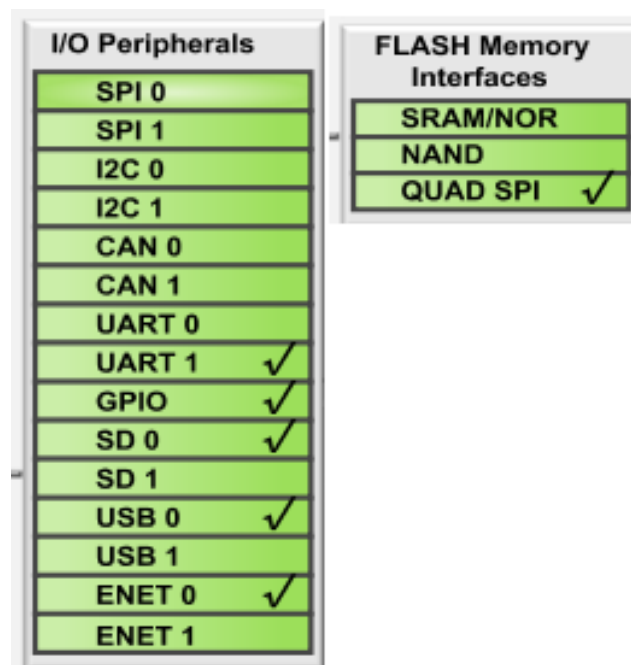 I/O Peripherals
SPI 0
SPI 1
I2C 0
I2C 1
CAN 0
CAN 1
UART 0
UART 1 √
GPIO √
SD 0 √
SD 1
USB 0 √
USB 1
ENET 0 √
ENET 1
FLASH Memory
Interfaces
SRAM/NOR
NAND
QUAD SPI √